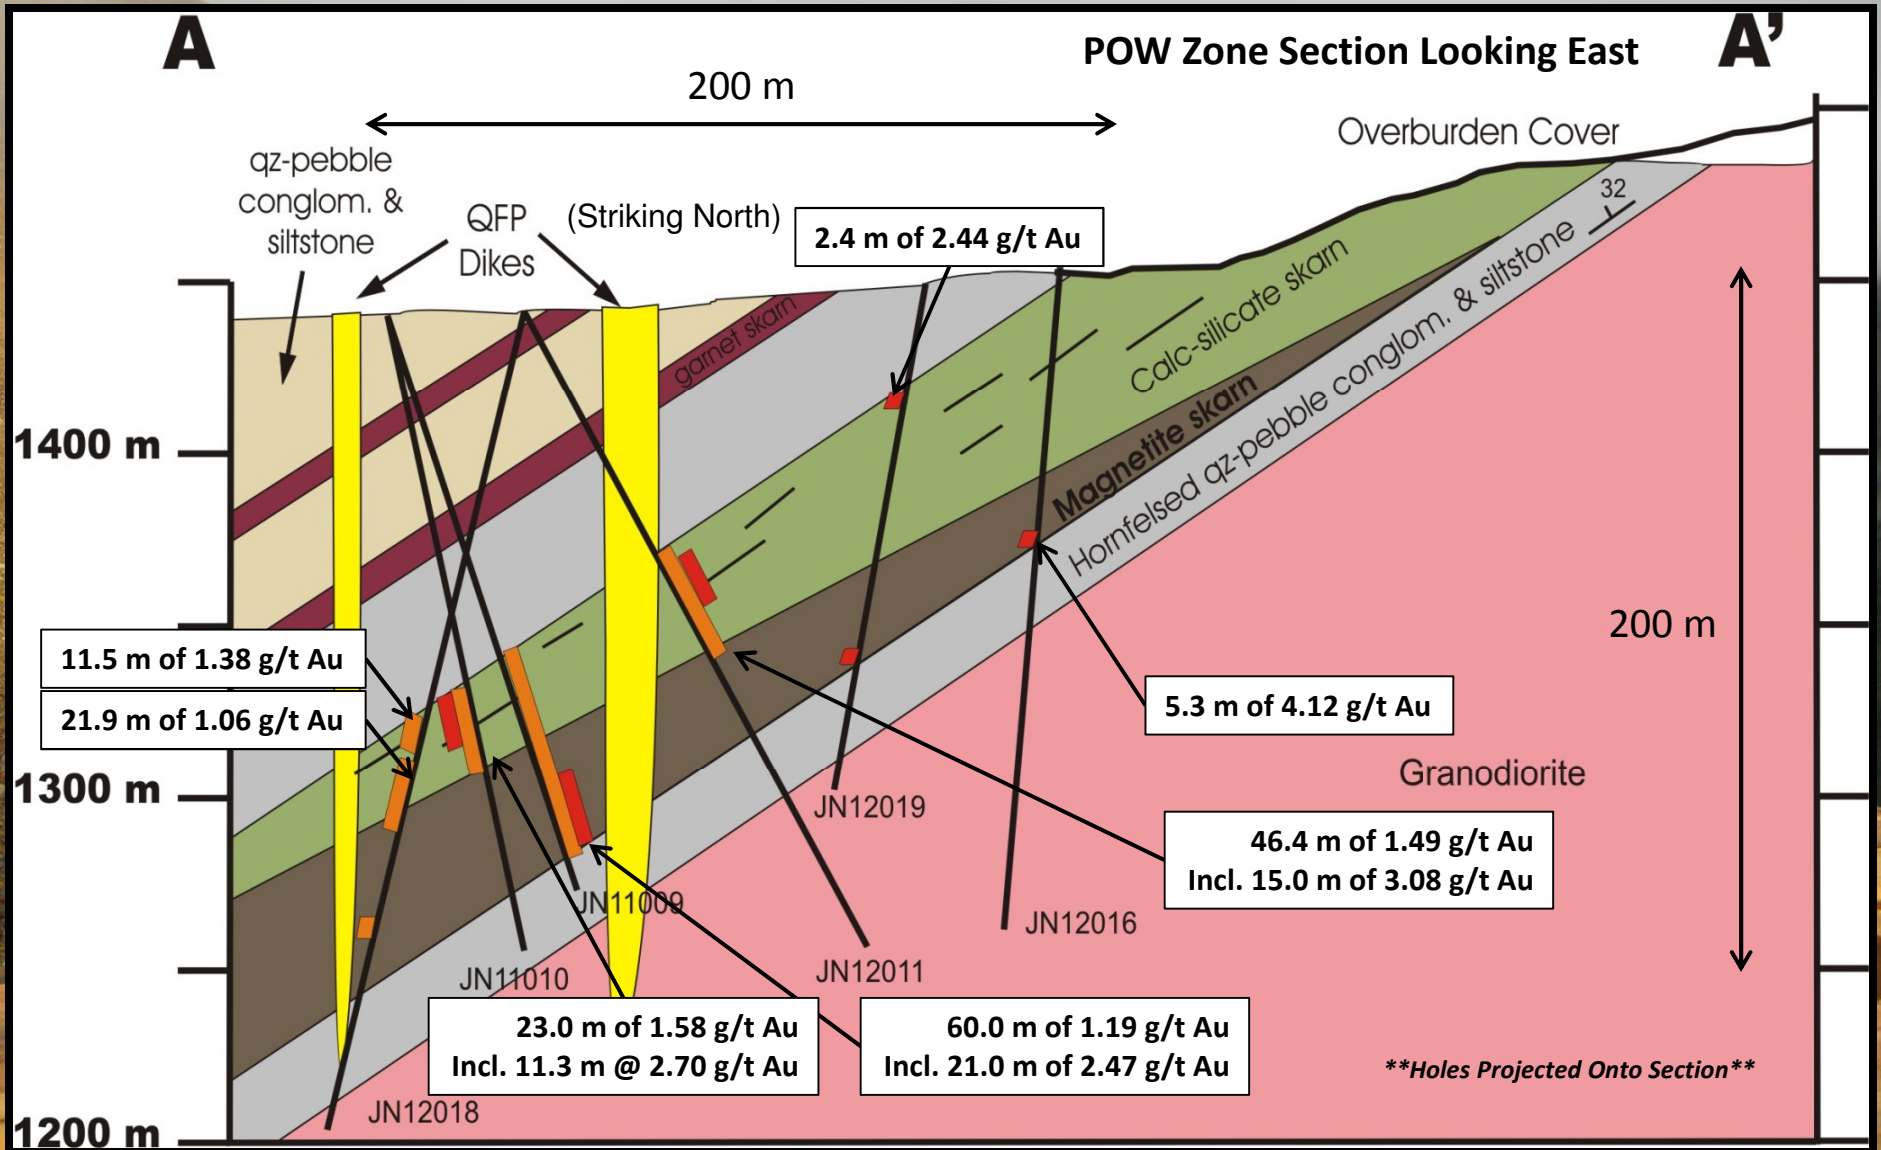 A
POW Zone Section Looking East
A’
200 m
Overburden Cover
qz-pebble
conglom. &
siltstone
QFP
Dikes
(Striking North)
2.4 m of 2.44 g/t Au
32
garnet skarn
Calc-silicate skarn
Magnetite skarn
Hornfelsed qz-pebble conglom. & siltstone
1400 m
11.5 m of 1.38 g/t Au
21.9 m of 1.06 g/t Au
200 m
5.3 m of 4.12 g/t Au
1300 m
Granodiorite
JN12019
46.4 m of 1.49 g/t Au
Incl. 15.0 m of 3.08 g/t Au
JN11009
JN12016
JN11010
JN12011
23.0 m of 1.58 g/t Au
Incl. 11.3 m @ 2.70 g/t Au
60.0 m of 1.19 g/t Au
Incl. 21.0 m of 2.47 g/t Au
**Holes Projected Onto Section**
JN12018
1200 m